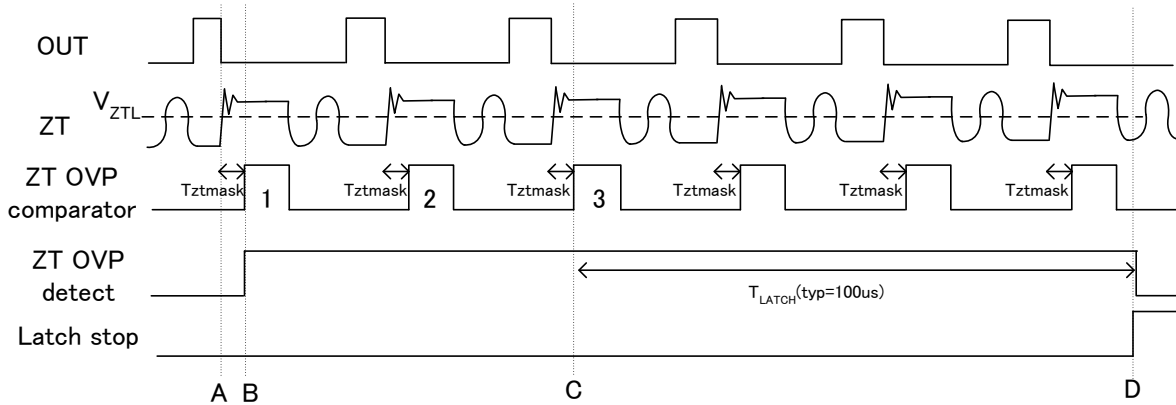 OUT
V_ZTL
ZT
ZT OVP
comparator
Tztmask 1 Tztmask 2 Tztmask 3 Tztmask Tztmask Tztmask
ZT OVP
detect
T_LATCH(typ=100us)
Latch stop
A B C D